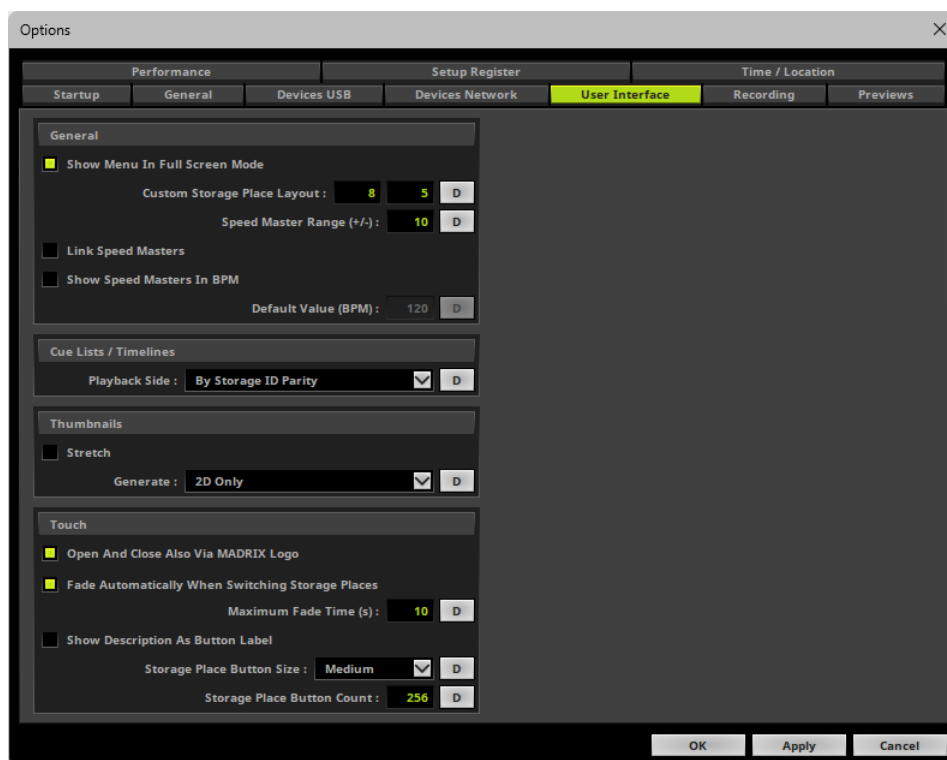 Options
Performance Setup Register Time / Location
Startup General Devices USB Devices Network User Interface Recording Previews
General
Show Menu In Full Screen Mode
Custom Storage Place Layout : 8 5 D
Speed Master Range (+/-) : 10 D
Link Speed Masters
Show Speed Masters In BPM
Default Value (BPM) : 120 D
Cue Lists / Timelines
Playback Side : By Storage ID Parity D
Thumbnails
Stretch
Generate : 2D Only D
Touch
Open And Close Also Via MADRIX Logo
Fade Automatically When Switching Storage Places
Maximum Fade Time (s) : 10 D
Show Description As Button Label
Storage Place Button Size : Medium D
Storage Place Button Count : 256 D
OK Apply Cancel